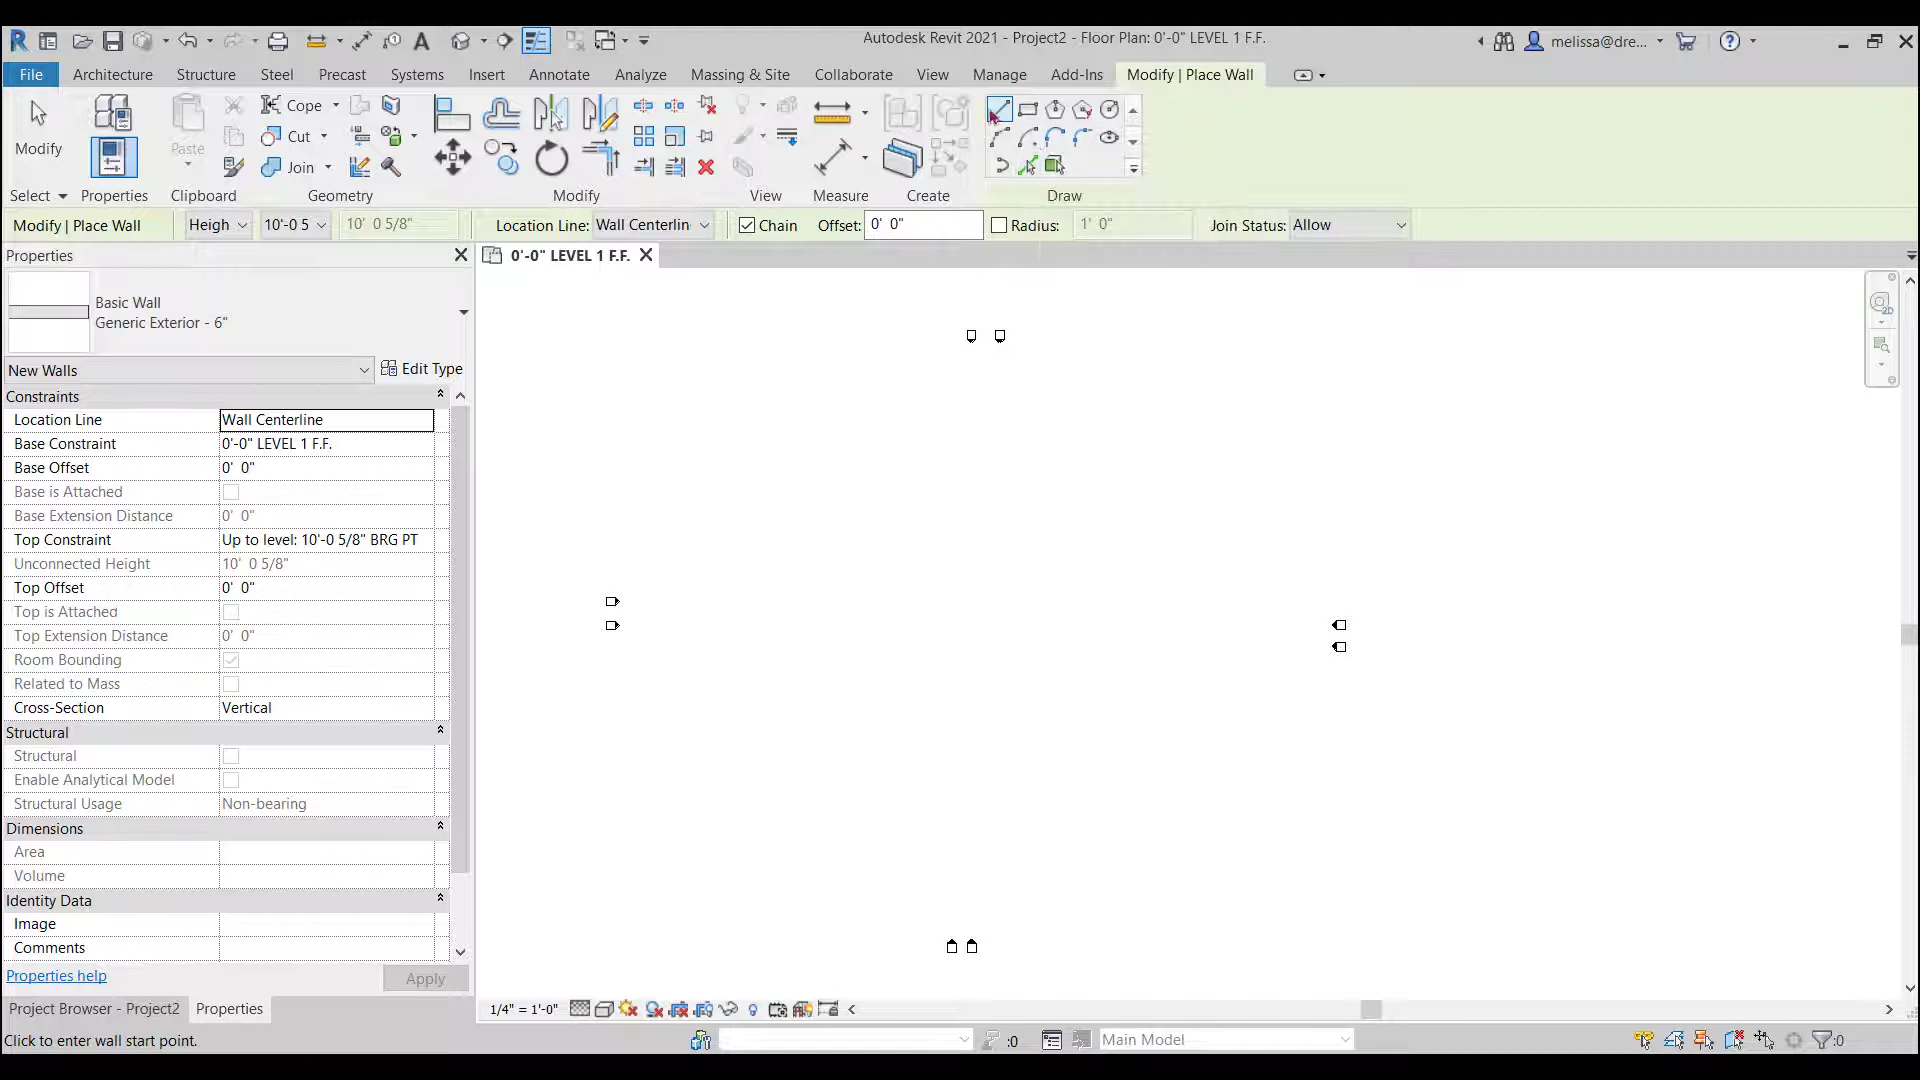 Autodesk Revit 2021 - Project2 - Floor Plan: 0'-0" LEVEL 1 F.F.
melissa@dre...
File Architecture Structure Steel Precast Systems Insert Annotate Analyze Massing & Site Collaborate View Manage Add-Ins Modify | Place Wall
Modify
Paste
Cope
Cut
Join
Select Properties Clipboard Geometry Modify View Measure Create Draw
Modify | Place Wall Heigh 10'-0 5 10' 0 5/8" Location Line: Wall Centerlin Chain Offset: 0' 0" Radius: 1' 0" Join Status: Allow
Properties
0'-0" LEVEL 1 F.F.
Basic Wall
Generic Exterior - 6"
New Walls Edit Type
Constraints
Location Line Wall Centerline
Base Constraint 0'-0" LEVEL 1 F.F.
Base Offset 0' 0"
Base is Attached
Base Extension Distance 0' 0"
Top Constraint Up to level: 10'-0 5/8" BRG PT
Unconnected Height 10' 0 5/8"
Top Offset 0' 0"
Top is Attached
Top Extension Distance 0' 0"
Room Bounding
Related to Mass
Cross-Section Vertical
Structural
Structural
Enable Analytical Model
Structural Usage Non-bearing
Dimensions
Area
Volume
Identity Data
Image
Comments
Properties help Apply
Project Browser - Project2 Properties
1/4" = 1'-0"
Click to enter wall start point.
:0
Main Model
:0
2D